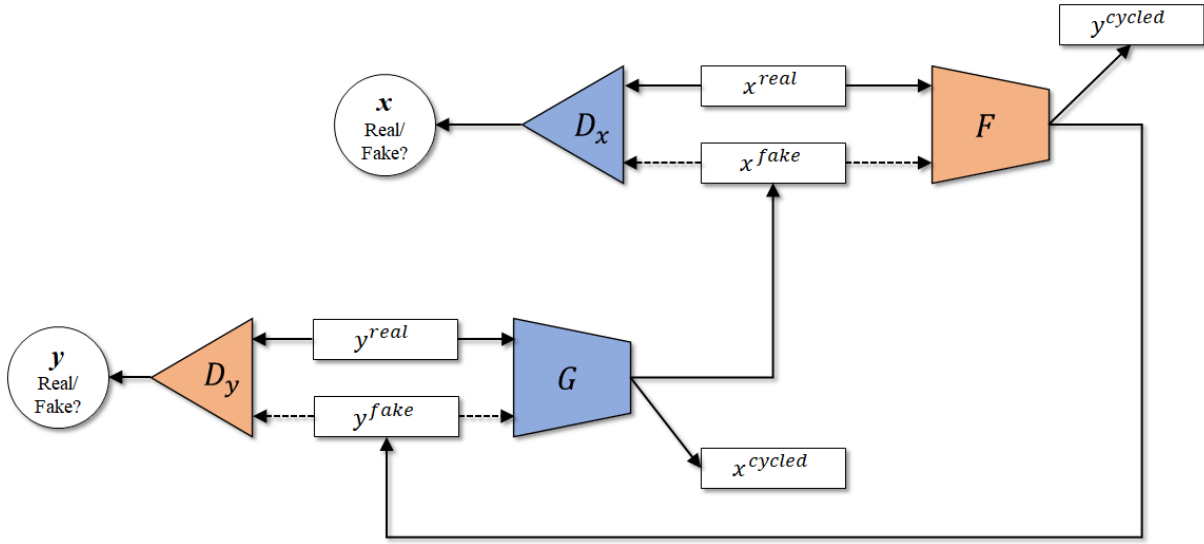 y^{cycled}
x^{real}
x
Real/
Fake?
D_x
F
x^{fake}
y^{real}
y
Real/
Fake?
D_y
G
y^{fake}
x^{cycled}